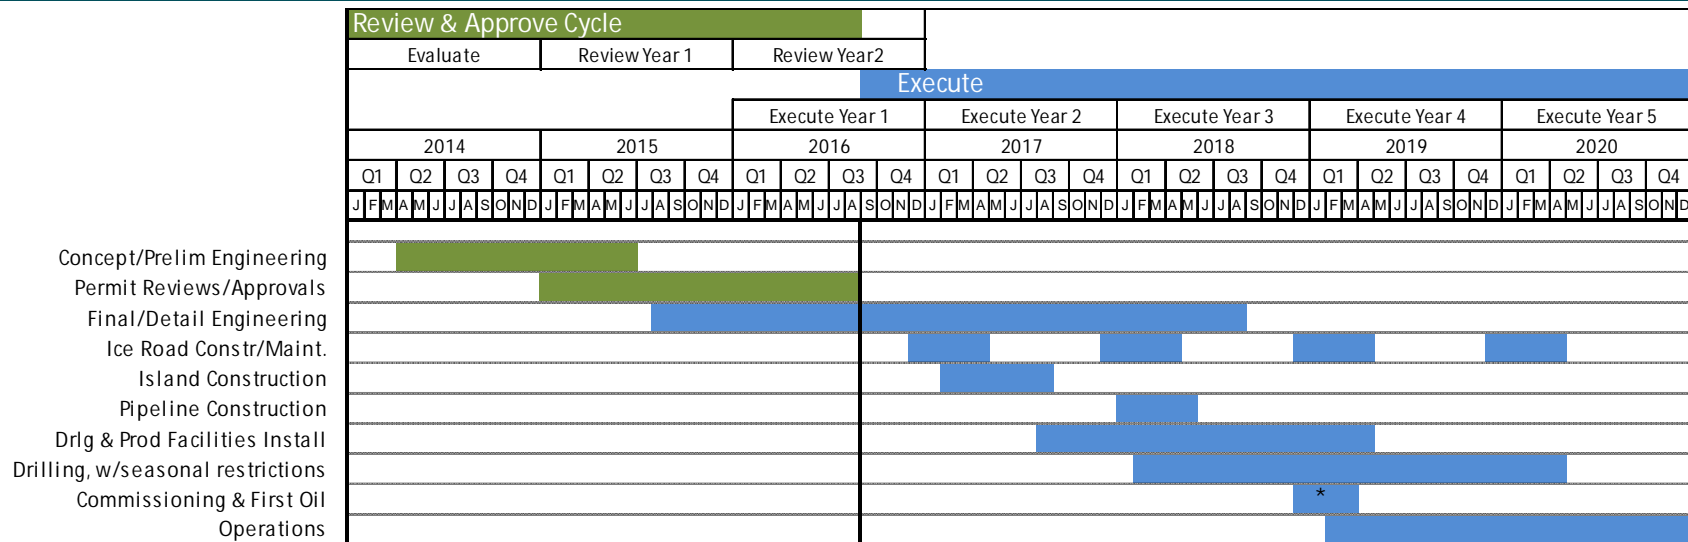 Review & Approve Cycle
Evaluate Review Year 1 Review Year2
Execute
Execute Year 1 Execute Year 2 Execute Year 3 Execute Year 4 Execute Year 5
2014 2015 2016 2017 2018 2019 2020
Q1 Q2 Q3 Q4 Q1 Q2 Q3 Q4 Q1 Q2 Q3 Q4 Q1 Q2 Q3 Q4 Q1 Q2 Q3 Q4 Q1 Q2 Q3 Q4 Q1 Q2 Q3 Q4
J F M A M J J A S O N D J F M A M J J A S O N D J F M A M J J A S O N D J F M A M J J A S O N D J F M A M J J A S O N D J F M A M J J A S O N D J F M A M J J A S O N D
Concept/Prelim Engineering
Permit Reviews/Approvals
Final/Detail Engineering
Ice Road Constr/Maint.
Island Construction
Pipeline Construction
Drlg & Prod Facilities Install
Drilling, w/seasonal restrictions
Commissioning & First Oil *
Operations